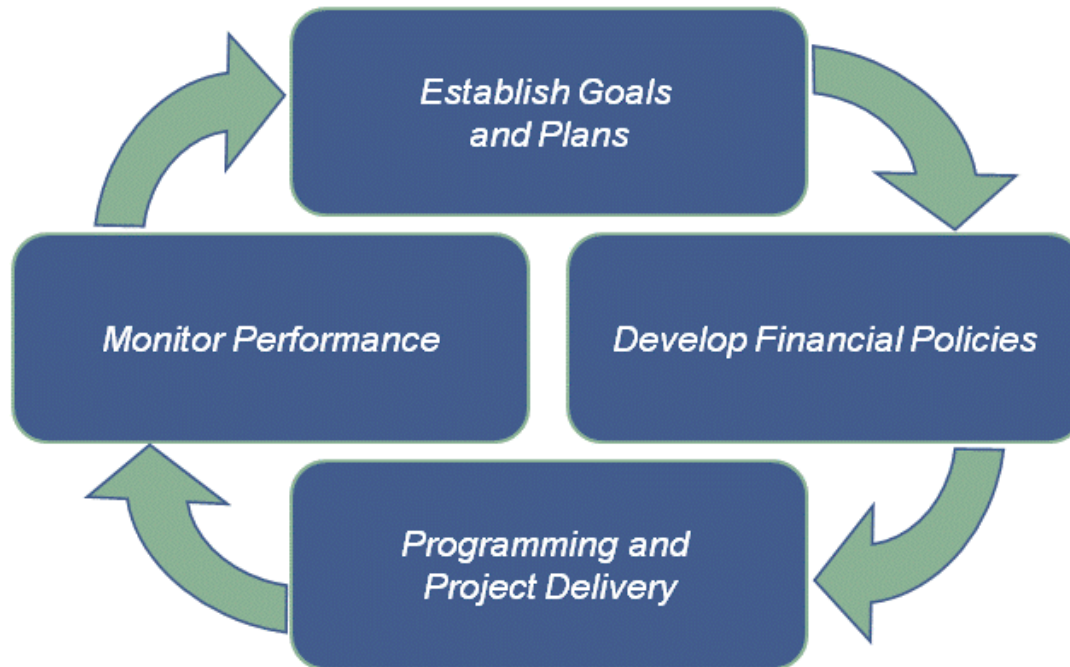 Establish Goals
and Plans
Monitor Performance
Develop Financial Policies
Programming and
Project Delivery